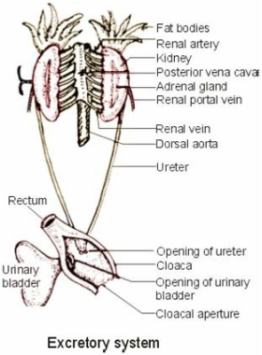 Fat bodies
Renal artery
Kidney
Posterior vena cava
Adrenal gland
Renal portal vein
Renal vein
Dorsal aorta
Ureter
Rectum
Opening of ureter
Cloaca
Urinary
bladder
Opening of urinary
bladder
Cloacal aperture
Excretory system